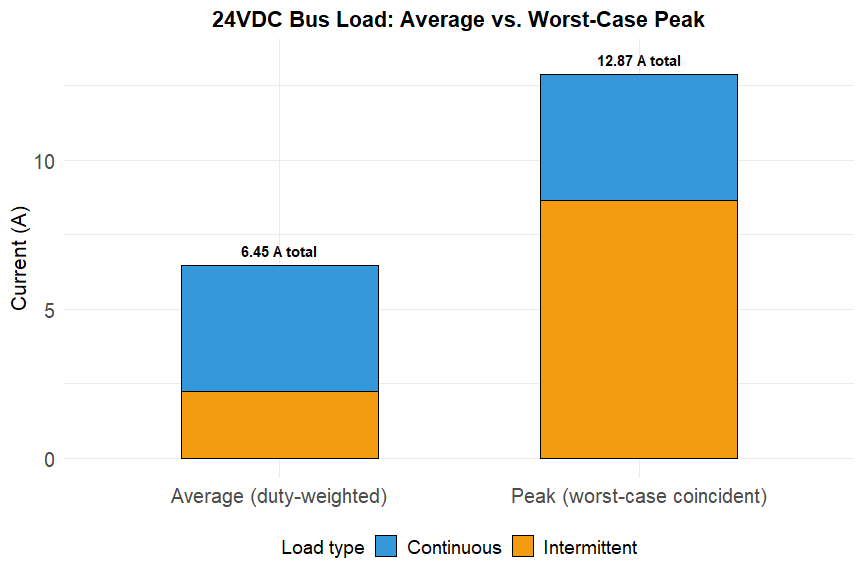 24VDC Bus Load: Average vs. Worst-Case Peak
12.87 A total
10
6.45 A total
Current (A)
5
0
Average (duty-weighted) Peak (worst-case coincident)
Load type Continuous Intermittent